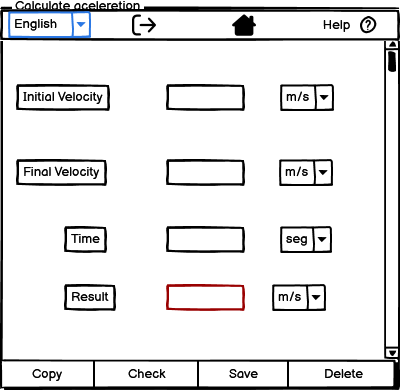 Calculate aceleretion
English
Help ?
Initial Velocity
m/s
Final Velocity
m/s
Time
seg
Result
m/s
Copy
Check
Save
Delete